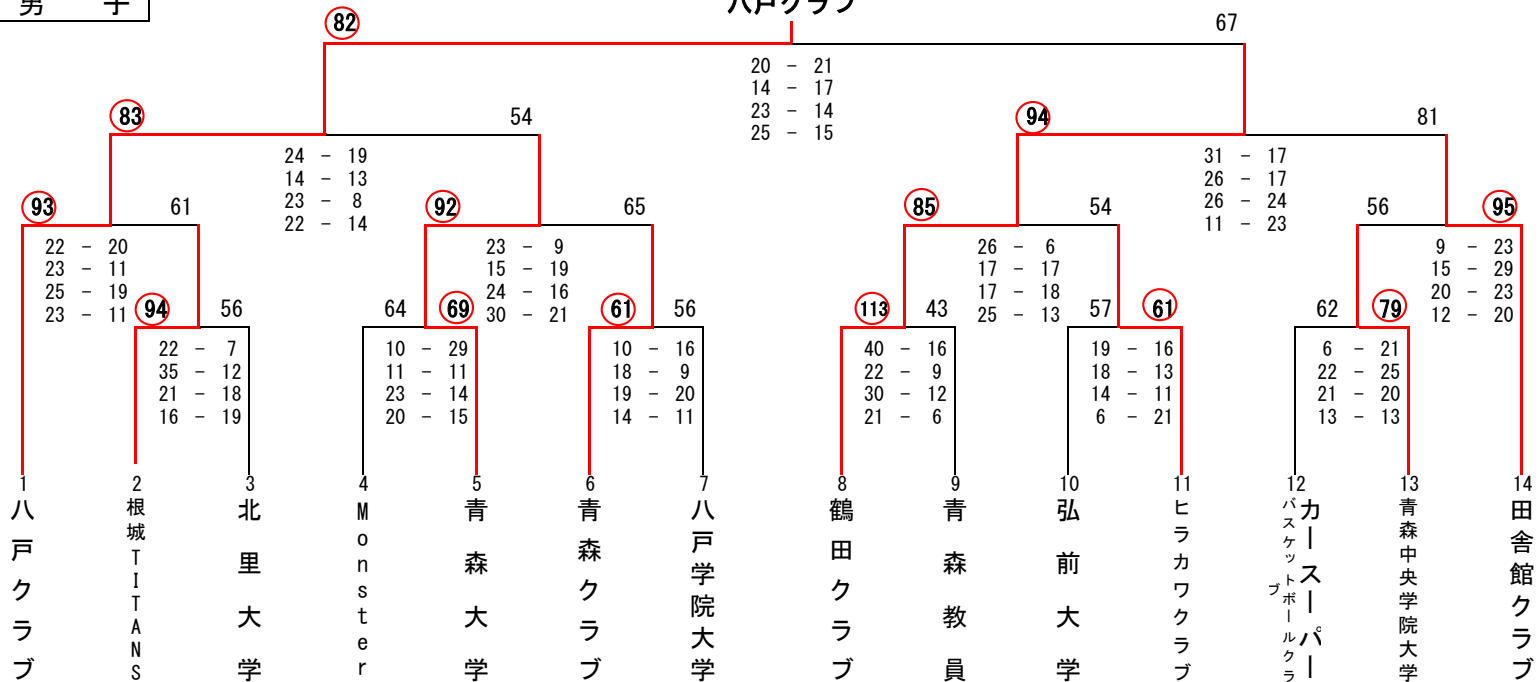 男 子
八戸クラブ
82
67
20 - 21
14 - 17
23 - 14
25 - 15
83
54
94
81
24 - 19
14 - 13
23 - 8
22 - 14
31 - 17
26 - 17
26 - 24
11 - 23
93
61
92
65
85
54
56
95
22 - 20
23 - 11
25 - 19
23 - 11
23 - 9
15 - 19
24 - 16
30 - 21
26 - 6
17 - 17
17 - 18
25 - 13
9 - 23
15 - 29
20 - 23
12 - 20
94
56
64
69
61
56
113
43
57
61
62
79
22 - 7
35 - 12
21 - 18
16 - 19
10 - 29
11 - 11
23 - 14
20 - 15
10 - 16
18 - 9
19 - 20
14 - 11
40 - 16
22 - 9
30 - 12
21 - 6
19 - 16
18 - 13
14 - 11
6 - 21
6 - 21
22 - 25
21 - 20
13 - 13
1
八戸クラブ
2
根城TITANS
3
北里大学
4
Monster
5
青森大学
6
青森クラブ
7
八戸学院大学
8
鶴田クラブ
9
青森教員
10
弘前大学
11
ヒラカワクラブ
12
カースーパー
バスケットボールクラ
ブ
13
青森中央学院大学
14
田舎館クラブ